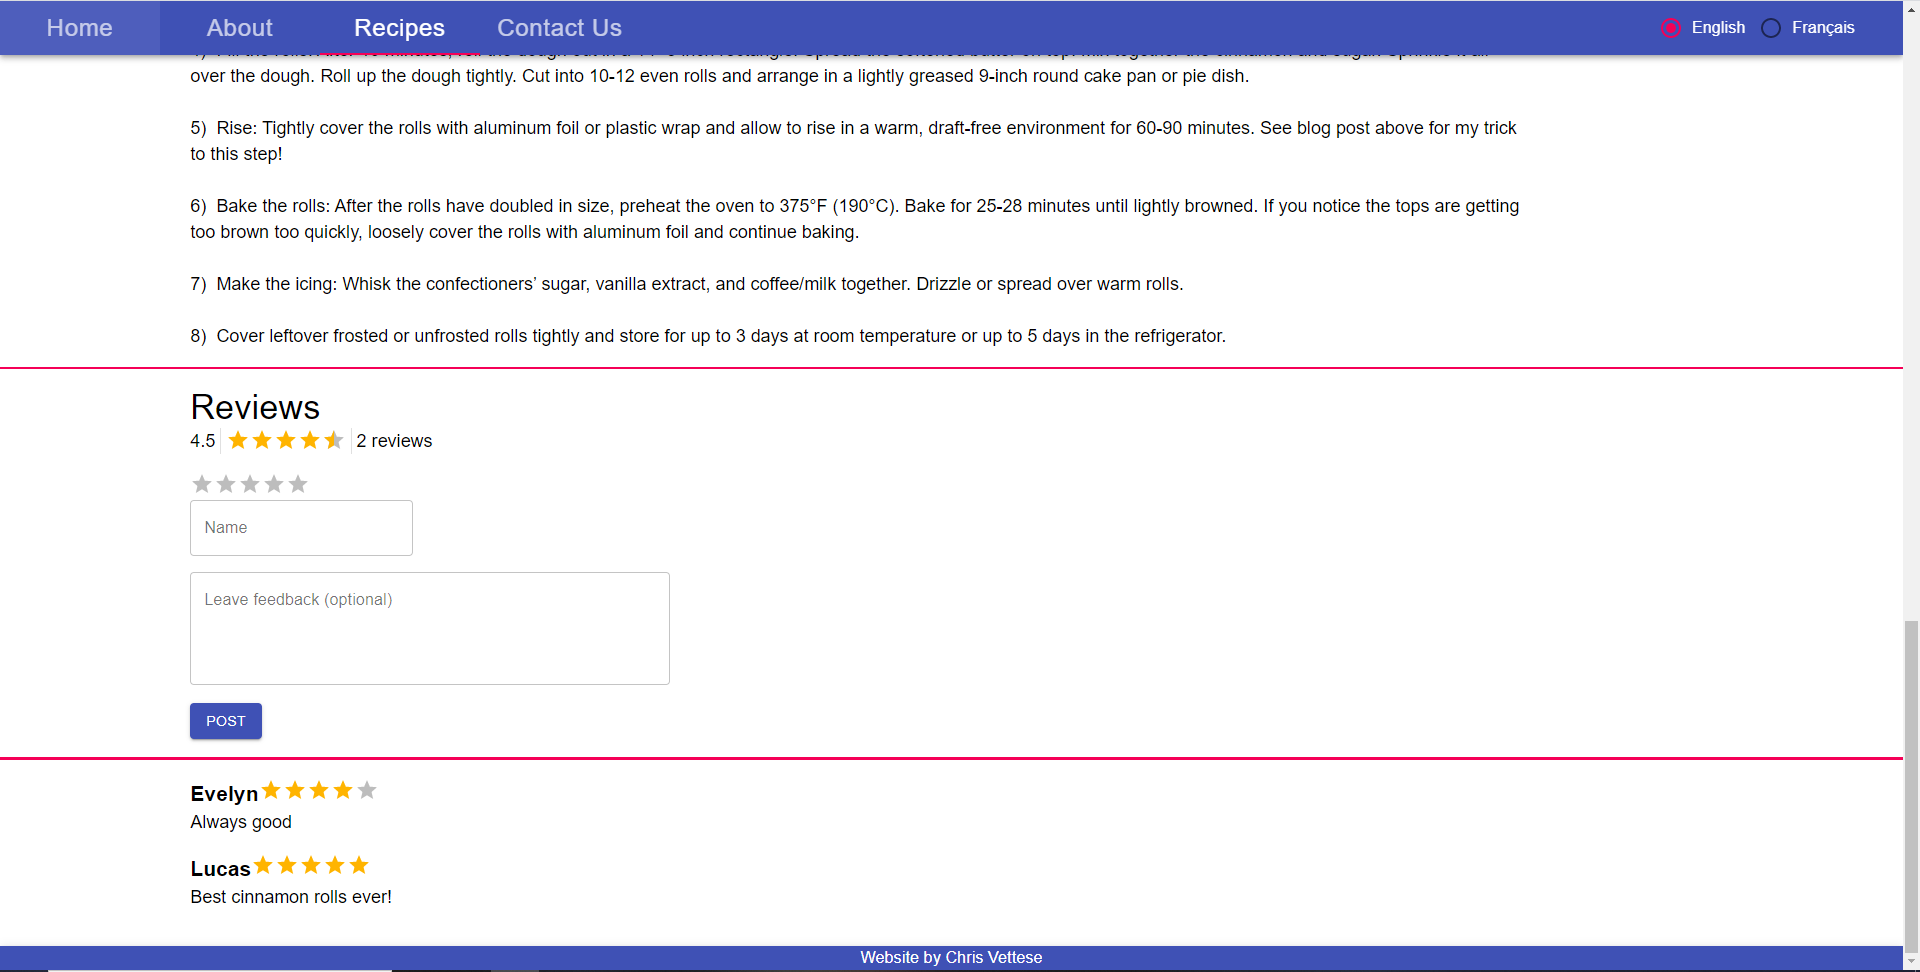 Home About Recipes Contact Us English Français
over the dough. Roll up the dough tightly. Cut into 10-12 even rolls and arrange in a lightly greased 9-inch round cake pan or pie dish.
5) Rise: Tightly cover the rolls with aluminum foil or plastic wrap and allow to rise in a warm, draft-free environment for 60-90 minutes. See blog post above for my trick
to this step!
6) Bake the rolls: After the rolls have doubled in size, preheat the oven to 375°F (190°C). Bake for 25-28 minutes until lightly browned. If you notice the tops are getting
too brown too quickly, loosely cover the rolls with aluminum foil and continue baking.
7) Make the icing: Whisk the confectioners’ sugar, vanilla extract, and coffee/milk together. Drizzle or spread over warm rolls.
8) Cover leftover frosted or unfrosted rolls tightly and store for up to 3 days at room temperature or up to 5 days in the refrigerator.
Reviews
4.5 2 reviews
Name
Leave feedback (optional)
POST
Evelyn
Always good
Lucas
Best cinnamon rolls ever!
Website by Chris Vettese